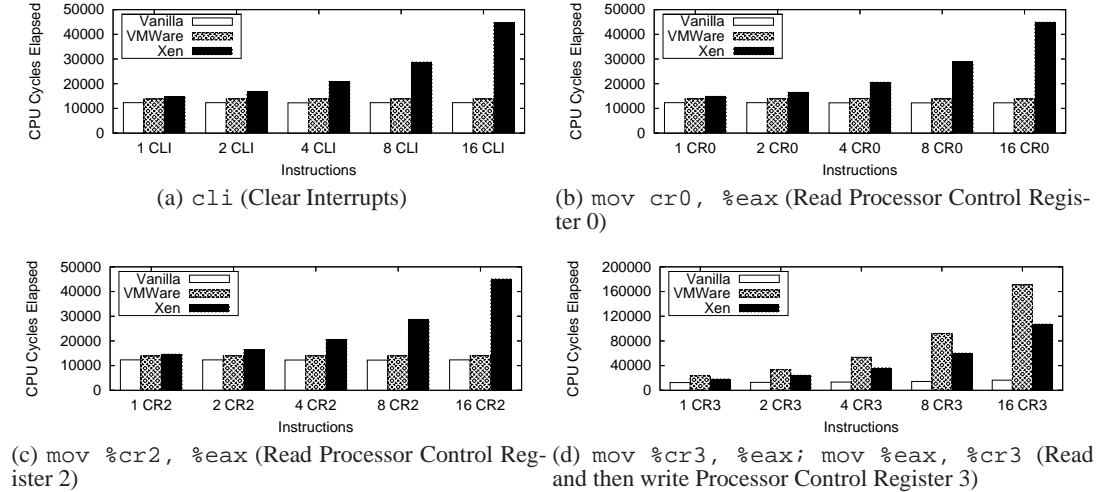 50000
40000
30000
20000
10000
0
CPU Cycles Elapsed
Vanilla
VMWare
Xen
1 CLI 2 CLI 4 CLI 8 CLI 16 CLI
Instructions
(a) cli (Clear Interrupts)
50000
40000
30000
20000
10000
0
CPU Cycles Elapsed
Vanilla
VMWare
Xen
1 CR0 2 CR0 4 CR0 8 CR0 16 CR0
Instructions
(b) mov cr0, %eax (Read Processor Control Regis-
ter 0)
50000
40000
30000
20000
10000
0
CPU Cycles Elapsed
Vanilla
VMWare
Xen
1 CR2 2 CR2 4 CR2 8 CR2 16 CR2
Instructions
(c) mov %cr2, %eax (Read Processor Control Reg-
ister 2)
200000
160000
120000
80000
40000
0
CPU Cycles Elapsed
Vanilla
VMWare
Xen
1 CR3 2 CR3 4 CR3 8 CR3 16 CR3
Instructions
(d) mov %cr3, %eax; mov %eax, %cr3 (Read
and then write Processor Control Register 3)